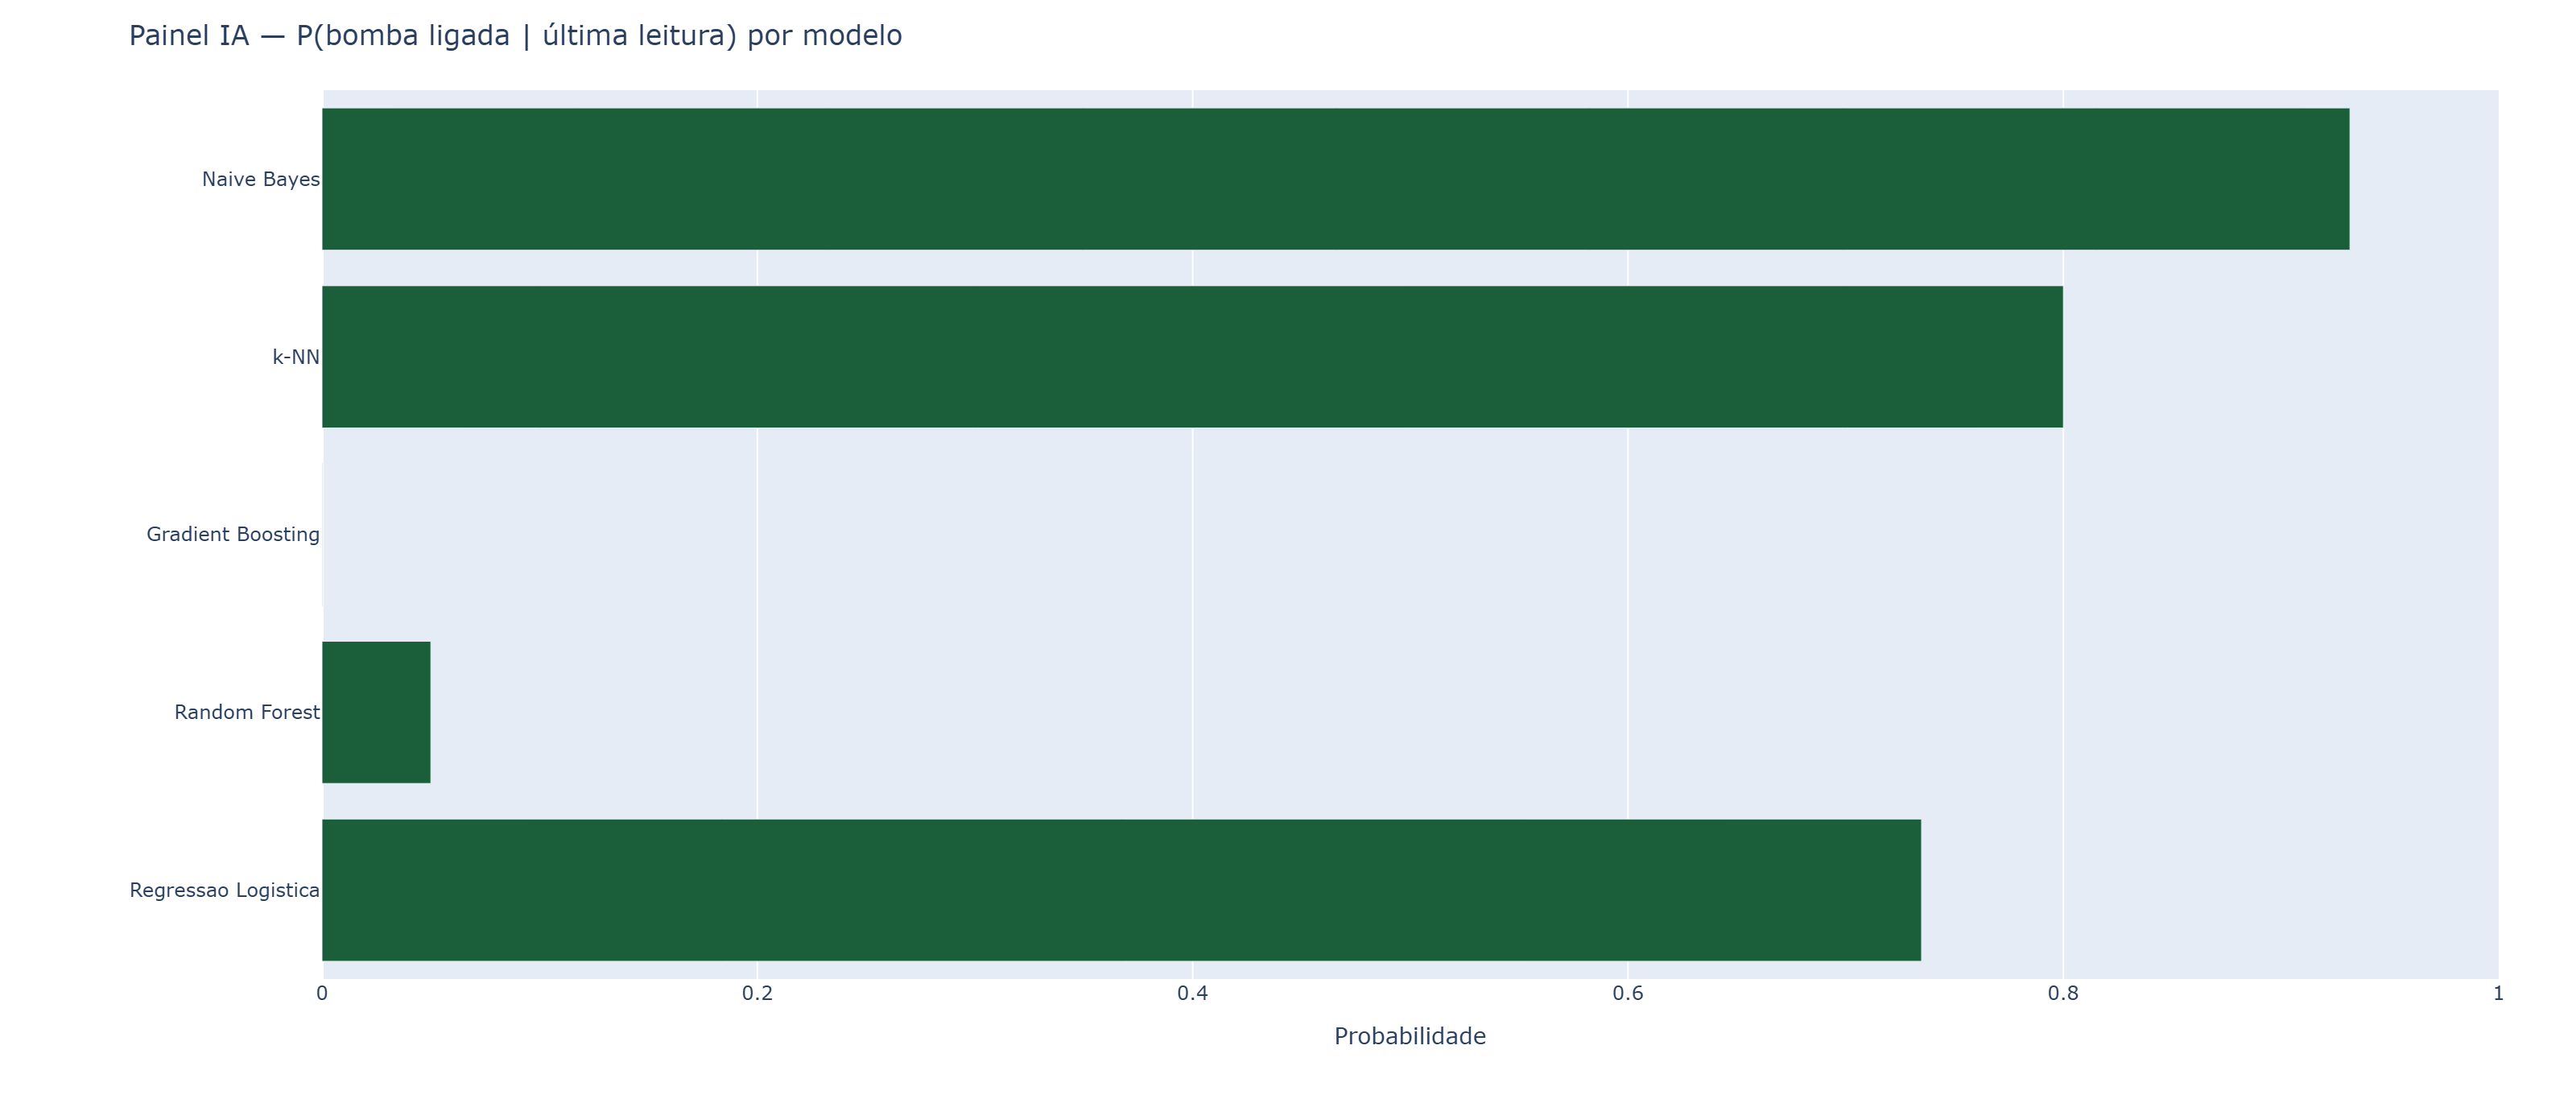 Painel IA — P(bomba ligada | última leitura) por modelo
Naive Bayes
k-NN
Gradient Boosting
Random Forest
Regressao Logistica
0 0.2 0.4 0.6 0.8 1
Probabilidade